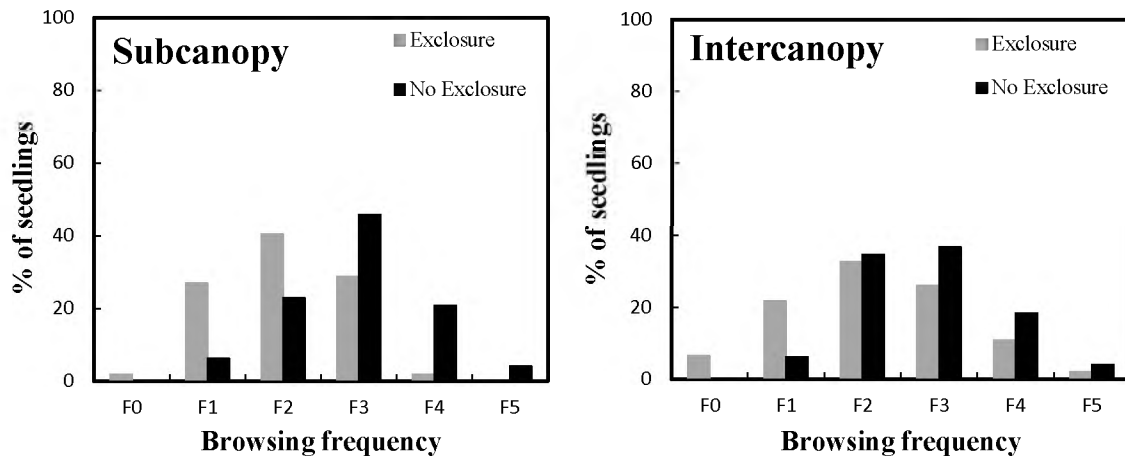 Subcanopy
Exclosure
No Exclosure
% of seedlings
100
80
60
40
20
0
F0 F1 F2 F3 F4 F5
Browsing frequency
Intercanopy
Exclosure
No Exclosure
% of seedlings
100
80
60
40
20
0
F0 F1 F2 F3 F4 F5
Browsing frequency